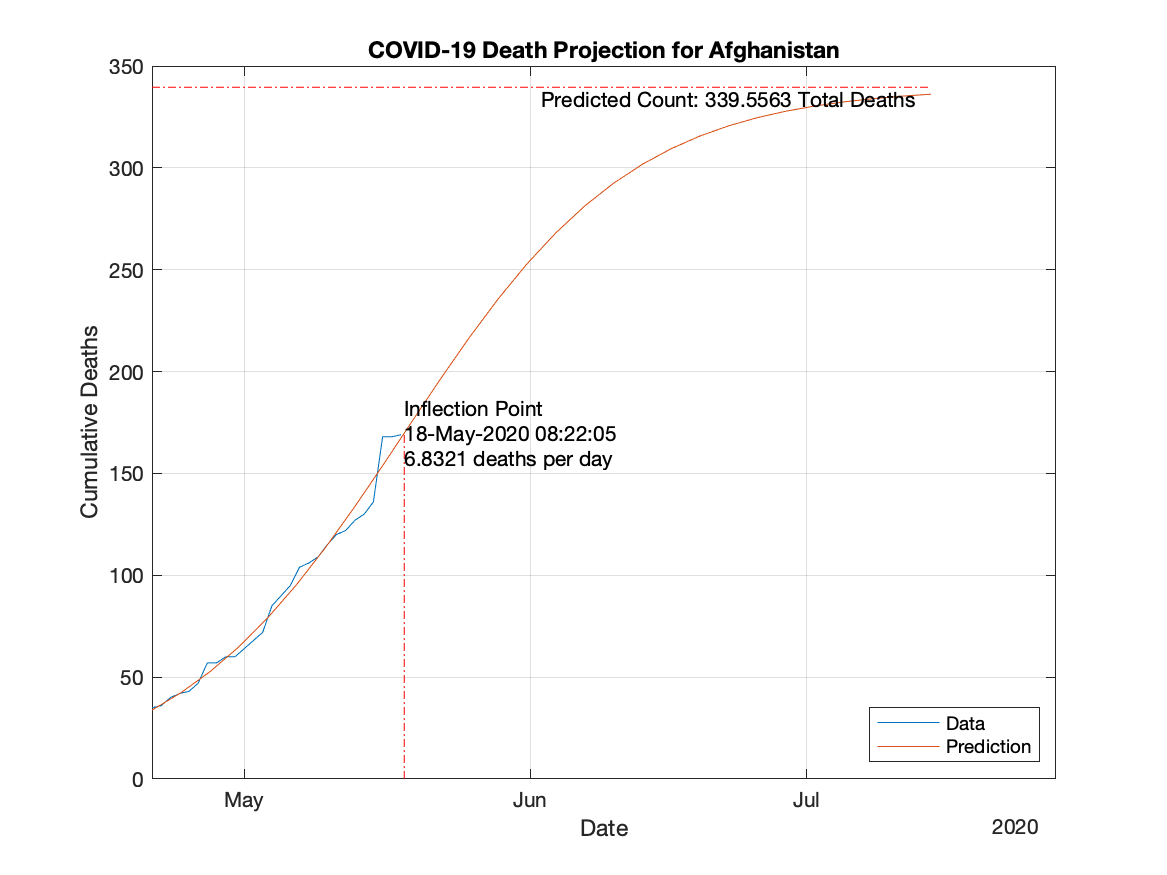 COVID-19 Death Projection for Afghanistan
350
Predicted Count: 339.5563 Total Deaths
300
250
200
Inflection Point
18-May-2020 08:22:05
6.8321 deaths per day
150
100
50
0
Cumulative Deaths
Data
Prediction
May
Jun
Jul
Date
2020